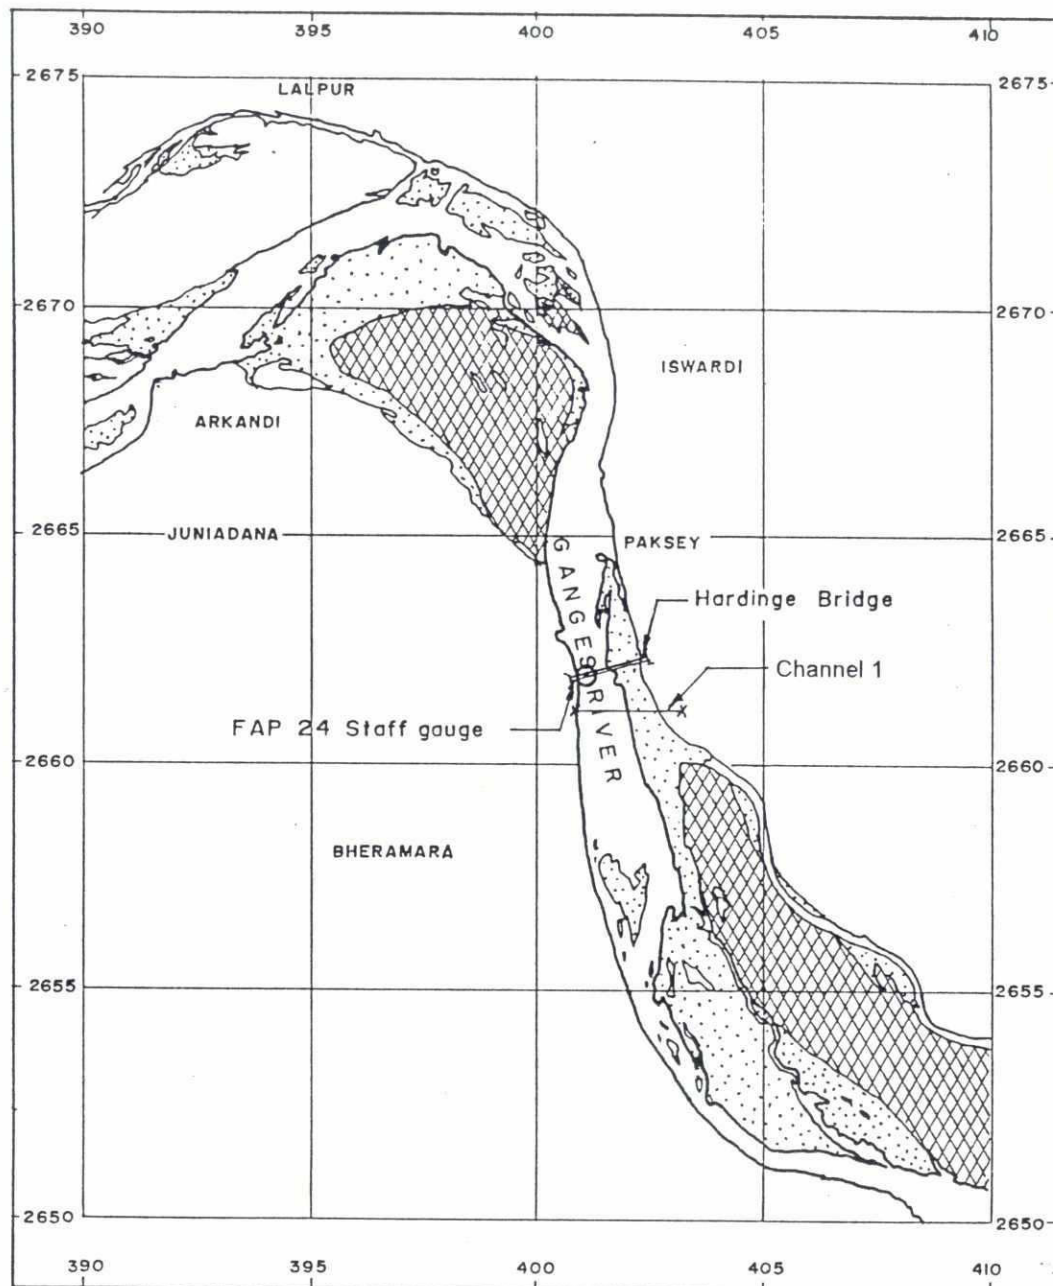 390 395 400 405 410
2675 2675
LALPUR
2670 2670
ISWARDI
ARKANDI
2665 2665
JUNIADANA
PAKSEY
GANGES RIVER
Hardinge Bridge
Channel 1
FAP 24 Staff gauge
2660 2660
BHERAMARA
2655 2655
2650 2650
390 395 400 405 410